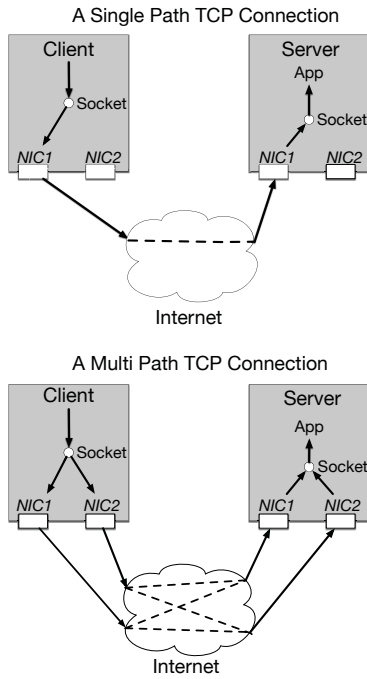 A Single Path TCP Connection
Client
Server
App
Socket
Socket
NIC1
NIC2
NIC1
NIC2
Internet
A Multi Path TCP Connection
Client
Server
App
Socket
Socket
NIC1
NIC2
NIC1
NIC2
Internet